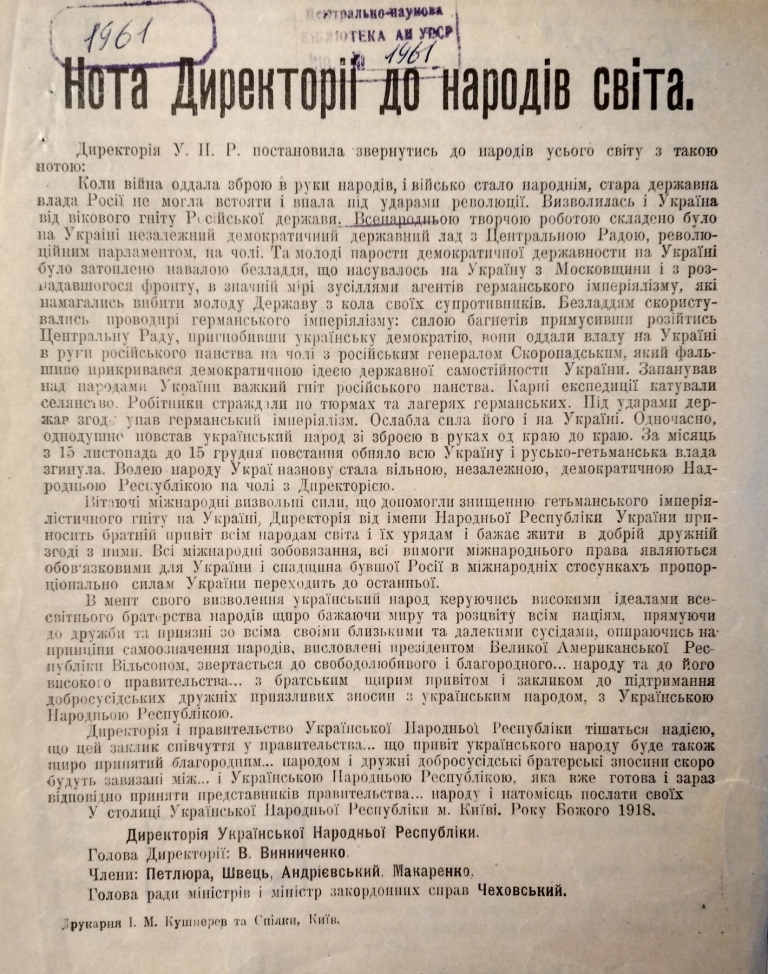 1961
Центрально-наукова
БІБЛІОТЕКА АН УРСР
№ 1961
Нота Директорії до народів світа.
Директорія У. Н. Р. постановила звернутись до народів усього світу з такою
нотою:
Коли війна оддала зброю в руки народів, і військо стало народнім, стара державна
влада Росії не могла встояти і впала під ударами революції. Визволилась і Україна
від вікового гніту Російської держави. Всенародньою творчою роботою складено було
на Україні незалежний демократичний державний лад з Центральною Радою, револю-
ційним парламентом, на чолі. Та молоді парости демократичної державности на Україні
було затоплено навалою безладдя, що насувалось на Україну з Московщини і з роз-
падавшогося фронту, в значній мірі зусіллями агентів германського імперіялізму, які
намагались вибити молоду Державу з кола своїх супротивників. Безладдям скористу-
вались проводирі германського імперіялізму: силою багнетів примусивши розійтись
Центральну Раду, пригнобивши українську демократію, вони оддали владу на Україні
в руки російського панства на чолі з російським генералом Скоропадським, який фаль-
шиво прикривався демократичною ідеєю державної самостійности України. Запанував
над народами України важкий гніт російського панства. Карні експедиції катували
селянство. Робітники страждали по тюрмах та лагерях германських. Під ударами дер-
жав згоди упав германський імперіялізм. Ослабла сила його і на Україні. Одночасно,
однодушно повстав український народ зі зброєю в руках од краю до краю. За місяць
з 15 листопада до 15 грудня повстання обняло всю Україну і русько-гетьманська влада
згинула. Волею народу Україна знову стала вільною, незалежною, демократичною Над-
родньою Республікою на чолі з Директорією.
Вітаючі міжнародні визвольні сили, що допомогли знищенню гетьманського імперія-
лістичного гніту на Україні, Директорія від імени Народньої Республіки України при-
носить братній привіт всім народам світа і їх урядам і бажає жити в добрій дружній
згоді з ними. Всі міжнародні зобовязання, всі вимоги міжнароднього права являються
обов'язковими для України і спадщина бувшої Росії в міжнародніх стосункахъ пропор-
ціонально силам України переходить до останньої.
В мент свого визволення український народ керуючись високими ідеалами все-
світнього братерства народів щиро бажаючи миру та розцвіту всім націям, прямуючи
до дружби та приязні зо всіма своїми близькими та далекими сусідами, опираючись на
принціпи самоозначення народів, висловлені президентом Великої Американської Рес-
публіки Вільсоном, звертається до свободолюбивого і благородного... народу та до його
високого правительства... з братським щирим привітом і закликом до підтримання
добросусідських дружніх приязливих зносин з українським народом, з Українською
Народньою Республікою.
Директорія і правительство Української Народньої Республіки тішаться надією,
що цей заклик співчуття у правительства... що привіт українського народу буде також
щиро принятий благородним... народом і дружні добросусідські братерські зносини скоро
будуть завязані між... і Українською Народньою Республікою, яка вже готова і зараз
відповідно приняти представників правительства... народу і натомісць послати своїх
У столиці Української Народньої Республіки м. Київі. Року Божого 1918.
Директорія Української Народньої Республіки.
Голова Директорії: В. Винниченко.
Члени: Петлюра, Швець, Андрієвський, Макаренко.
Голова ради міністрів і міністр закордонних справ Чеховський.
Друкарня І. М. Кушнерев та Спілки, Київ.